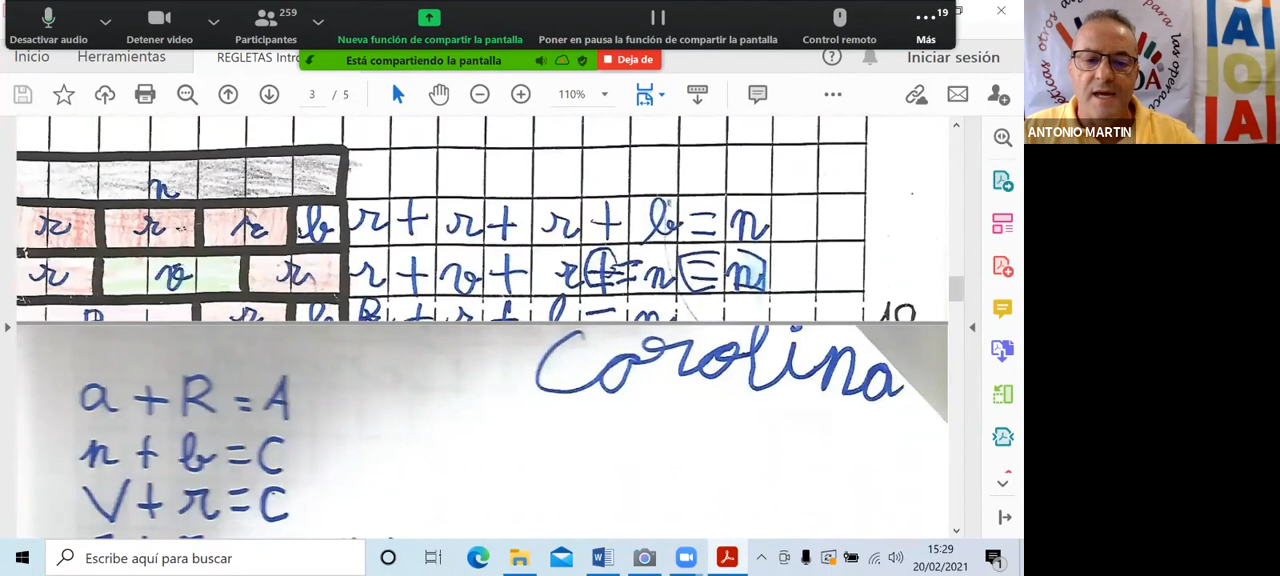 259
19
Desactivar audio
Detener video
Participantes
Nueva función de compartir la pantalla
Poner en pausa la función de compartir la pantalla
Control remoto
Más
Inicio
Herramientas
REGLETAS Intro
Está compartiendo la pantalla
Deja de
Iniciar sesión
3 / 5
110%
ANTONIO MARTIN
n
r r r b r + r + r + b = n
r v r r + v + r + = n = n
Carolina
a + R = A
n + b = C
V + r = C
Escribe aquí para buscar
15:29
20/02/2021
1